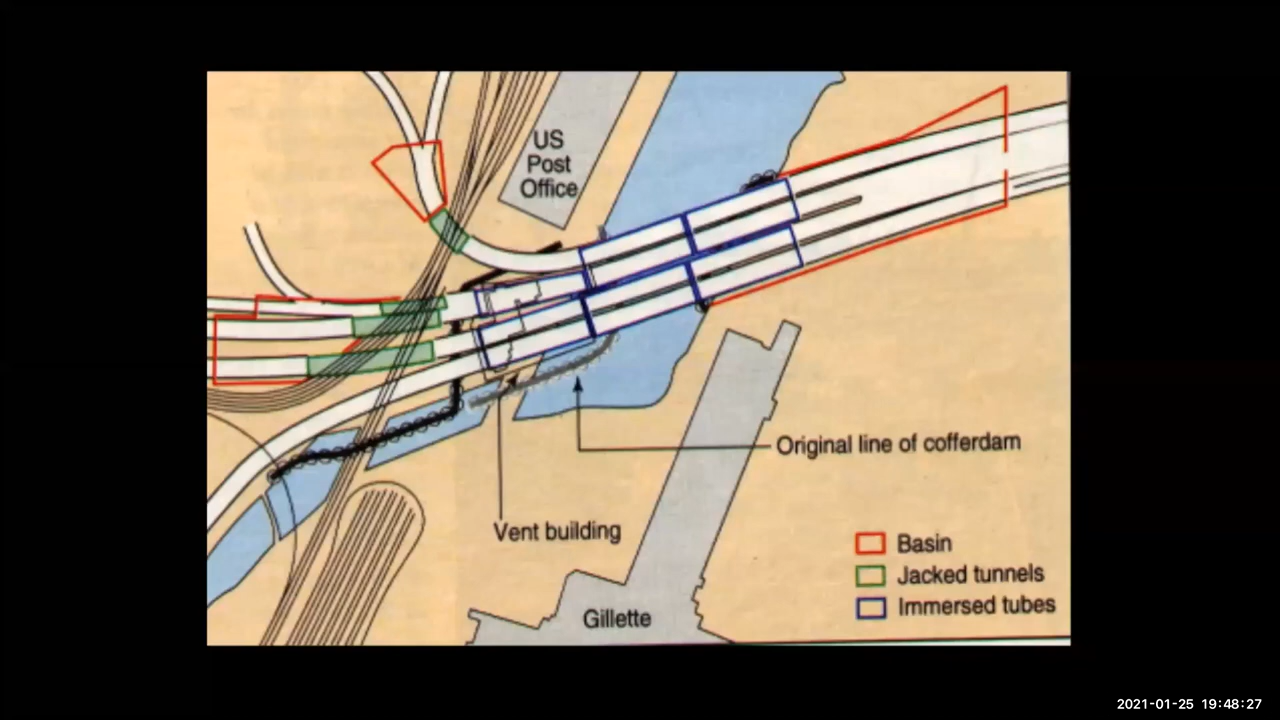 US
Post
Office
Original line of cofferdam
Vent building
Basin
Jacked tunnels
Immersed tubes
Gillette
2021-01-25 19:48:27